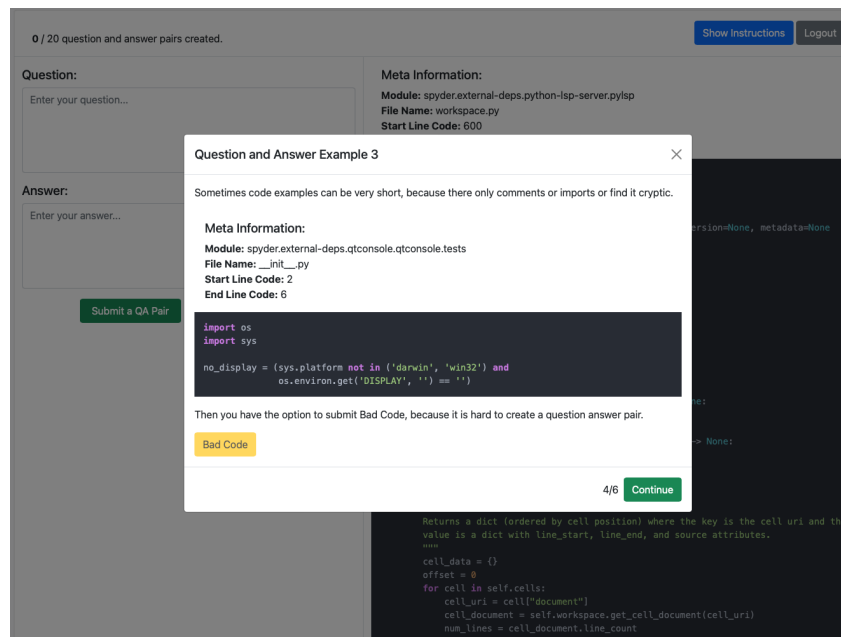 0 / 20 question and answer pairs created.
Show Instructions
Logout
Question:
Enter your question...
Answer:
Enter your answer...
Submit a QA Pair
Meta Information:
Module: spyder.external-deps.python-lsp-server.pylsp
File Name: workspace.py
Start Line Code: 600
Question and Answer Example 3
Sometimes code examples can be very short, because there only comments or imports or find it cryptic.
Meta Information:
Module: spyder.external-deps.qtconsole.qtconsole.tests
File Name: __init__.py
Start Line Code: 2
End Line Code: 6
import os
import sys
no_display = (sys.platform not in ('darwin', 'win32') and
os.environ.get('DISPLAY', '') == '')
Then you have the option to submit Bad Code, because it is hard to create a question answer pair.
Bad Code
4/6
Continue
ersion=None, metadata=None
ne:
-> None:
Returns a dict (ordered by cell position) where the key is the cell uri and th
value is a dict with line_start, line_end, and source attributes.
"""
cell_data = {}
offset = 0
for cell in self.cells:
cell_uri = cell["document"]
cell_document = self.workspace.get_cell_document(cell_uri)
num_lines = cell_document.line_count